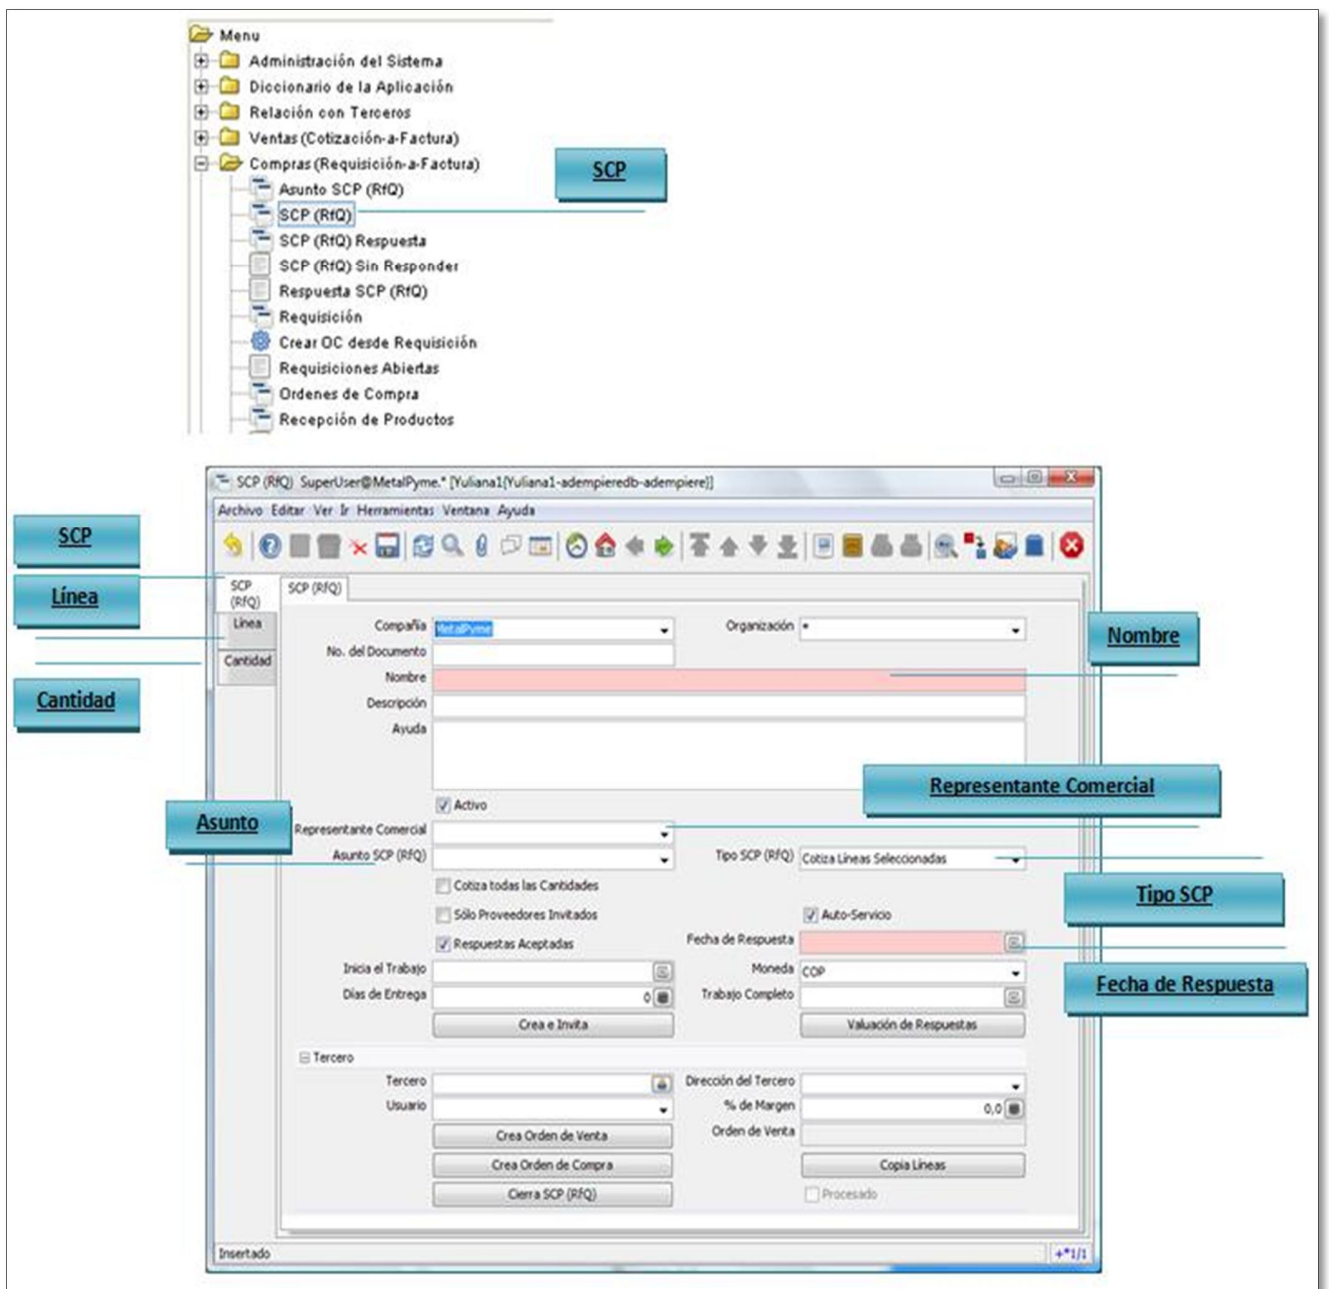 Menu
Administración del Sistema
Diccionario de la Aplicación
Relación con Terceros
Ventas (Cotización-a-Factura)
Compras (Requisición-a-Factura)
SCP
Asunto SCP (RfQ)
SCP (RfQ)
SCP (RfQ) Respuesta
SCP (RfQ) Sin Responder
Respuesta SCP (RfQ)
Requisición
Crear OC desde Requisición
Requisiciones Abiertas
Ordenes de Compra
Recepción de Productos
SCP (RfQ) SuperUser@MetalPyme.* [Yuliana1{Yuliana1-adempieredb-adempiere}]
Archivo Editar Ver Ir Herramientas Ventana Ayuda
SCP
Línea
Cantidad
SCP (RfQ)
Línea
Cantidad
SCP (RfQ)
Compañía MetalPyme Organización *
No. del Documento
Nombre
Nombre
Descripción
Ayuda
Representante Comercial
Activo
Asunto
Representante Comercial
Asunto SCP (RfQ) Tipo SCP (RfQ) Cotiza Líneas Seleccionadas
Tipo SCP
Cotiza todas las Cantidades
Sólo Proveedores Invitados Auto-Servicio
Respuestas Aceptadas Fecha de Respuesta
Fecha de Respuesta
Inicia el Trabajo Moneda COP
Días de Entrega 0 Trabajo Completo
Crea e Invita Valuación de Respuestas
Tercero
Tercero Dirección del Tercero
Usuario % de Margen 0,0
Crea Orden de Venta Orden de Venta
Crea Orden de Compra Copia Líneas
Cierra SCP (RfQ) Procesado
Insertado +*1/1